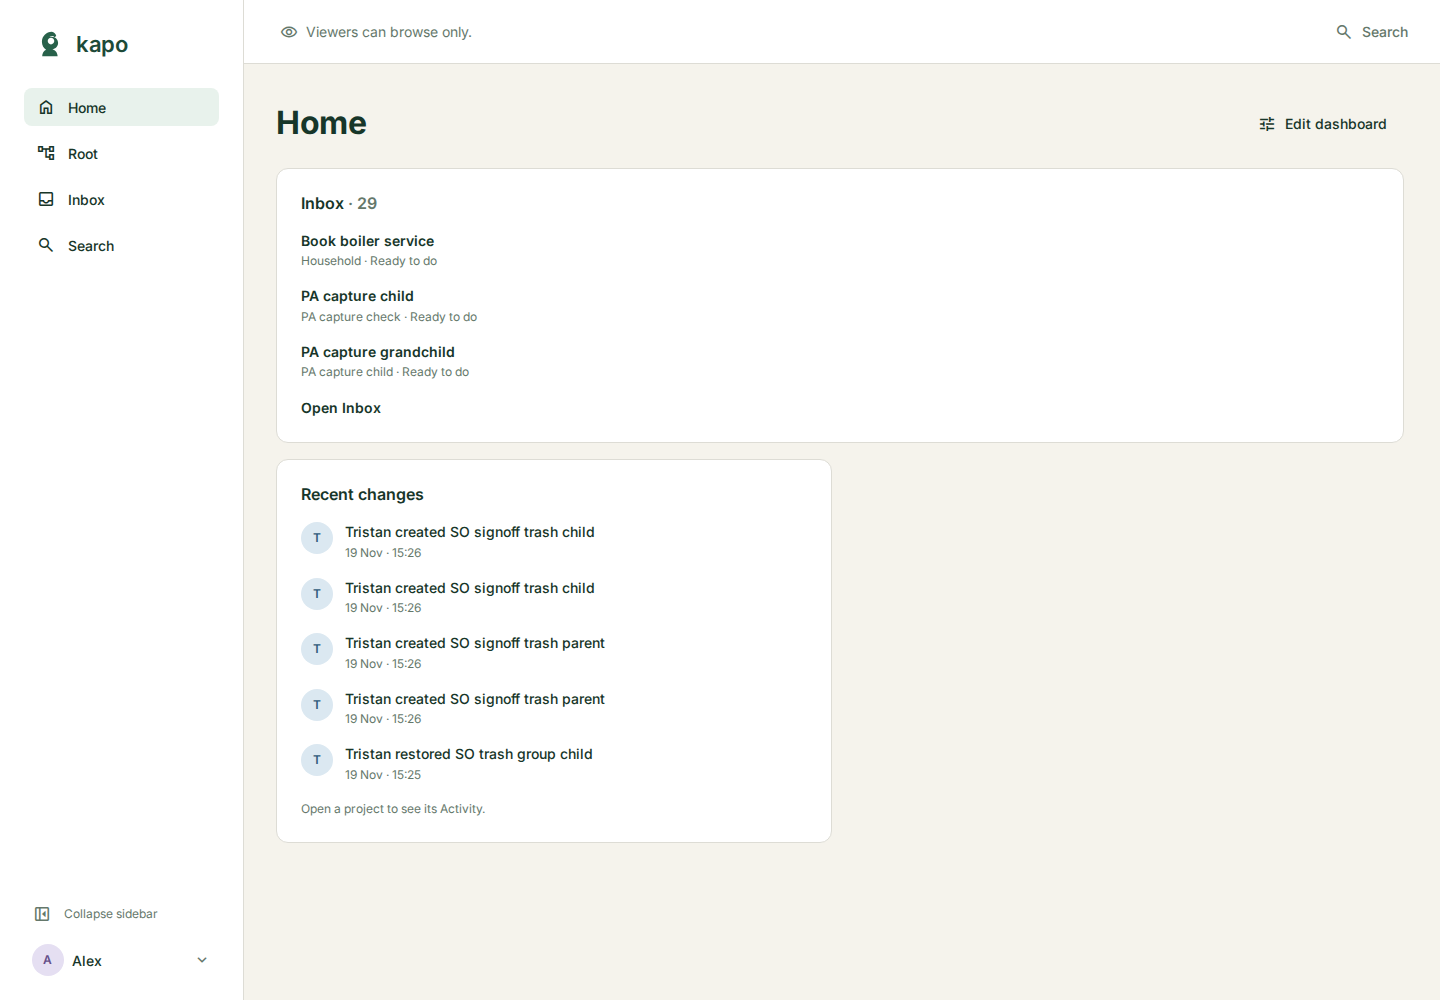 kapo
Home
Root
Inbox
Search
Collapse sidebar
A
Alex
Viewers can browse only.
Search
Home
Edit dashboard
Inbox · 29
Book boiler service
Household · Ready to do
PA capture child
PA capture check · Ready to do
PA capture grandchild
PA capture child · Ready to do
Open Inbox
Recent changes
T
Tristan created SO signoff trash child
19 Nov · 15:26
T
Tristan created SO signoff trash child
19 Nov · 15:26
T
Tristan created SO signoff trash parent
19 Nov · 15:26
T
Tristan created SO signoff trash parent
19 Nov · 15:26
T
Tristan restored SO trash group child
19 Nov · 15:25
Open a project to see its Activity.